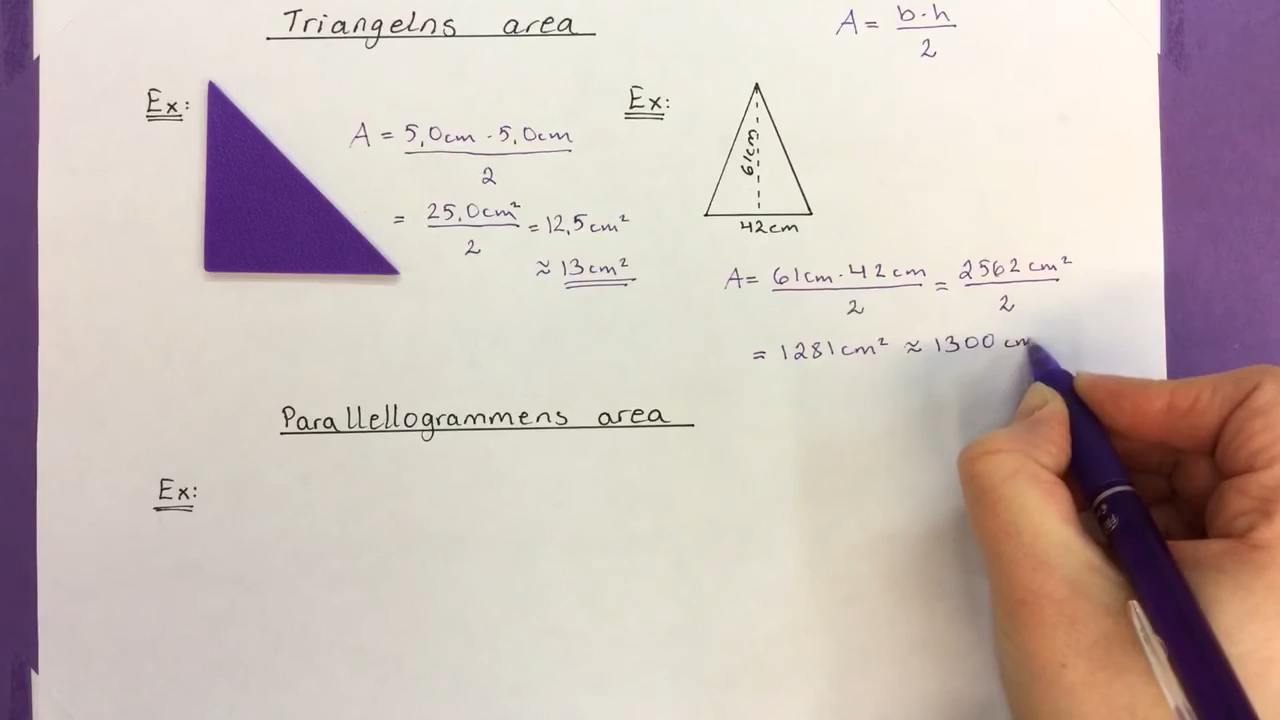 Triangelns area
A = b·h / 2
Ex:
A = 5,0cm · 5,0cm / 2
= 25,0cm² / 2 = 12,5cm²
≈ 13cm²
Ex:
61cm
42cm
A = 61cm · 42cm / 2 = 2562cm² / 2
= 1281cm² ≈ 1300 cm
Parallellogrammens area
Ex: